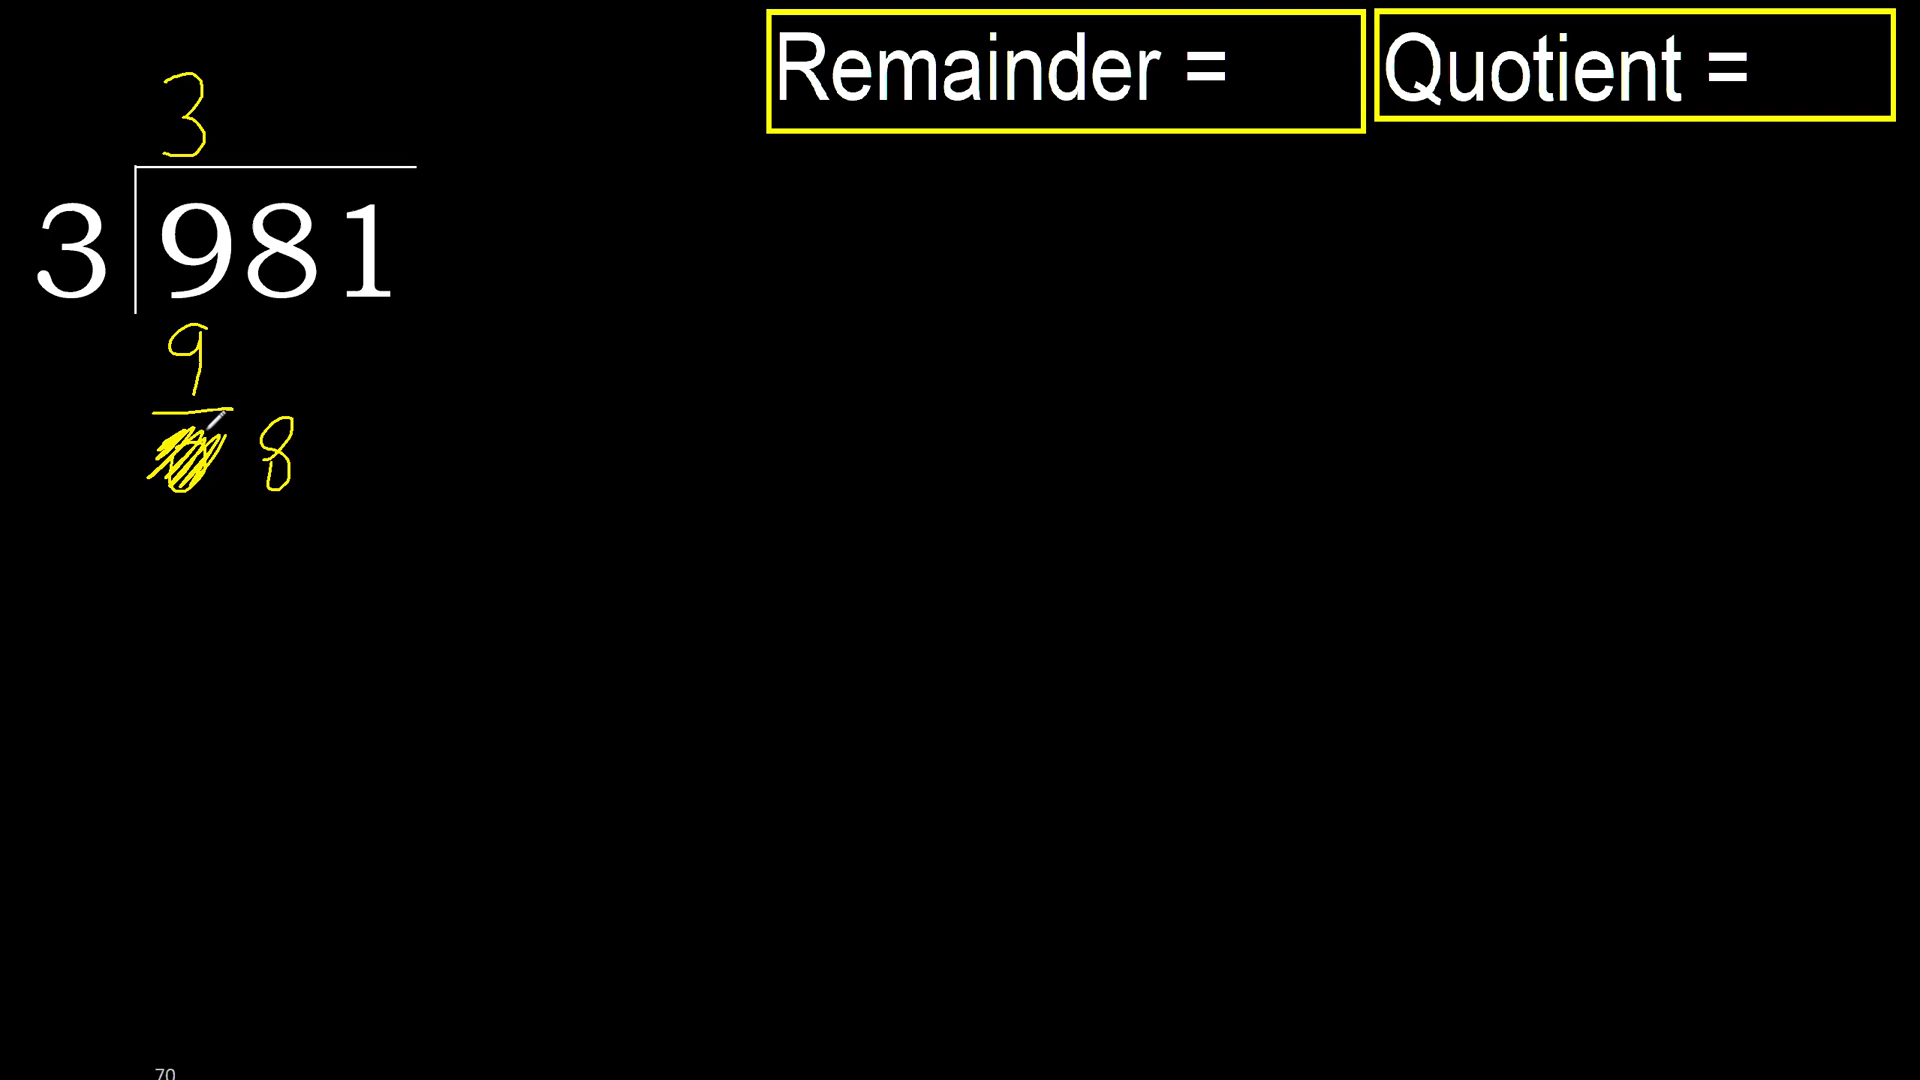 Remainder =
Quotient =
3
3 981
9
8
70